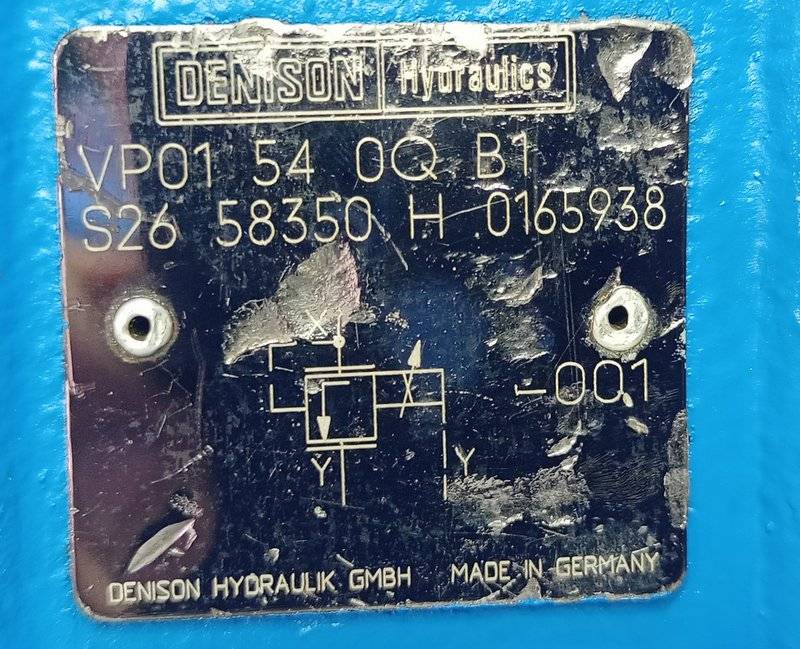 DENISON Hydraulics
VP01 54 0Q B1
S26 58350 H 0165938
X
-001
Y Y
DENISON HYDRAULIK GMBH MADE IN GERMANY